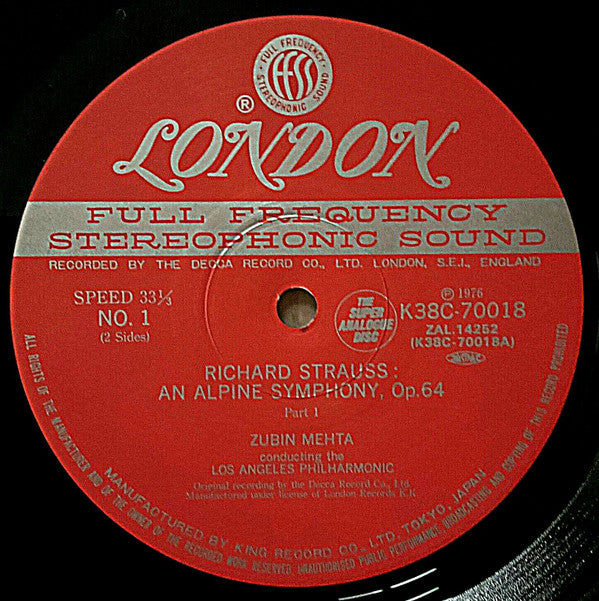 FULL FREQUENCY
FFSS
STEREOPHONIC SOUND
® LONDON
FULL FREQUENCY
STEREOPHONIC SOUND
RECORDED BY THE DECCA RECORD CO., LTD. LONDON, S.E.I., ENGLAND
SPEED 33⅓
NO. 1
(2 Sides)
THE
SUPER
ANALOGUE
DISC
Ⓟ 1976
K38C-70018
ZAL.14252
(K38C-70018A)
RICHARD STRAUSS:
AN ALPINE SYMPHONY, Op.64
Part 1
ZUBIN MEHTA
conducting the
LOS ANGELES PHILHARMONIC
Original recording by the Decca Record Co., Ltd.
Manufactured under license of London Records K.K
MANUFACTURED BY KING RECORD CO., LTD. TOKYO, JAPAN
ALL RIGHTS OF THE MANUFACTURER AND OF THE OWNER OF THE RECORDED WORK RESERVED. UNAUTHORISED PUBLIC PERFORMANCE, BROADCASTING AND COPYING OF THIS RECORD PROHIBITED